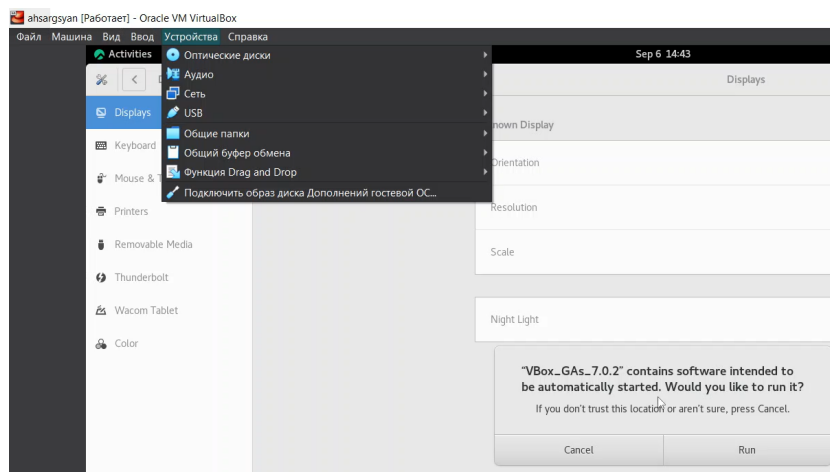 ahsargsyan [Работает] - Oracle VM VirtualBox
Файл Машина Вид Ввод Устройства Справка
Activities
Sep 6 14:43
Оптические диски
Аудио
Сеть
USB
Общие папки
Общий буфер обмена
Функция Drag and Drop
Подключить образ диска Дополнений гостевой ОС...
Displays
Displays
Keyboard
Mouse &
Printers
Removable Media
Thunderbolt
Wacom Tablet
Color
Display
Orientation
Resolution
Scale
Night Light
“VBox_GAs_7.0.2” contains software intended to
be automatically started. Would you like to run it?
If you don't trust this location or aren't sure, press Cancel.
Cancel
Run